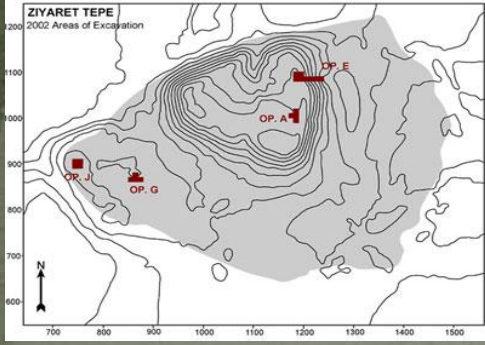 ZIYARET TEPE
2002 Areas of Excavation
1200
1100
1000
900
800
700
600
OP. E
OP. A
OP. J
OP. G
N
700 800 900 1000 1100 1200 1300 1400 1500